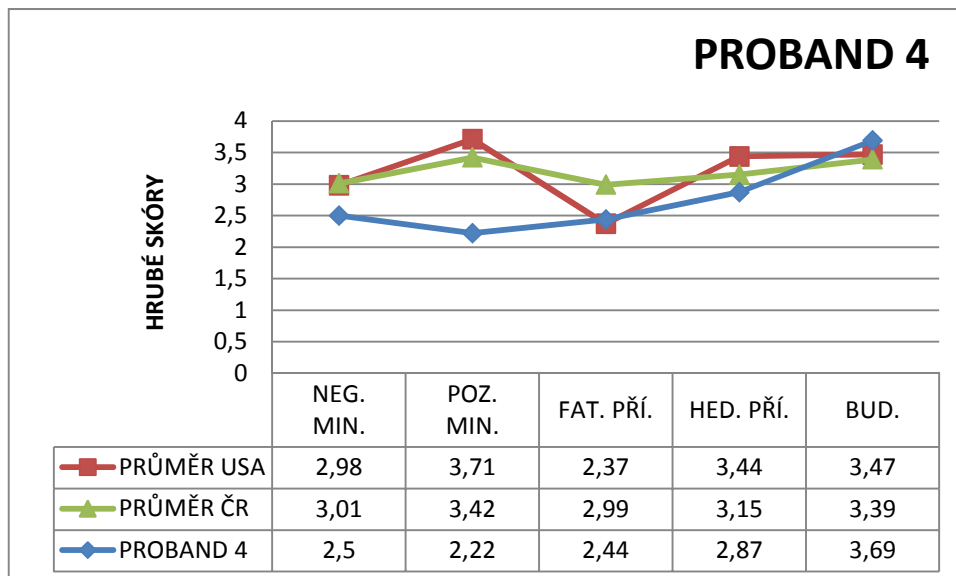 PROBAND 4
HRUBÉ SKÓRY
4
3,5
3
2,5
2
1,5
1
0,5
0
NEG. MIN.
POZ. MIN.
FAT. PŘÍ.
HED. PŘÍ.
BUD.
PRŮMĚR USA 2,98 3,71 2,37 3,44 3,47
PRŮMĚR ČR 3,01 3,42 2,99 3,15 3,39
PROBAND 4 2,5 2,22 2,44 2,87 3,69